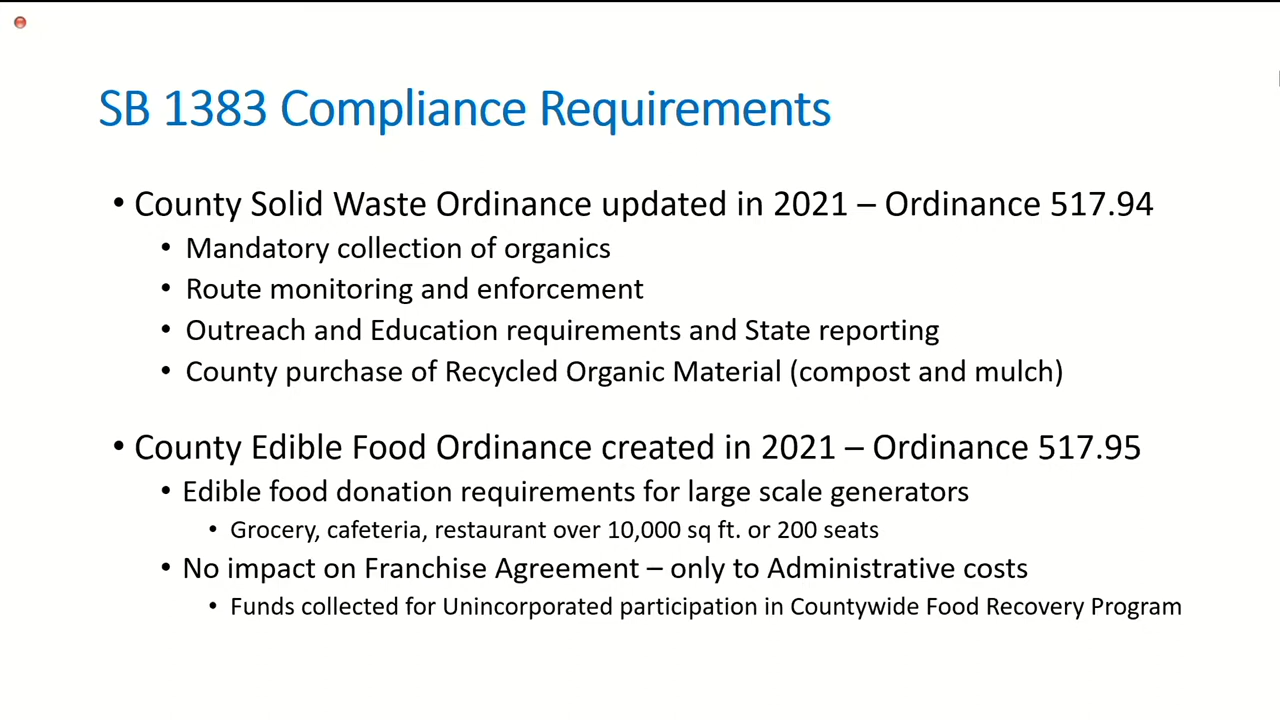 SB 1383 Compliance Requirements
• County Solid Waste Ordinance updated in 2021 – Ordinance 517.94
• Mandatory collection of organics
• Route monitoring and enforcement
• Outreach and Education requirements and State reporting
• County purchase of Recycled Organic Material (compost and mulch)
• County Edible Food Ordinance created in 2021 – Ordinance 517.95
• Edible food donation requirements for large scale generators
• Grocery, cafeteria, restaurant over 10,000 sq ft. or 200 seats
• No impact on Franchise Agreement – only to Administrative costs
• Funds collected for Unincorporated participation in Countywide Food Recovery Program